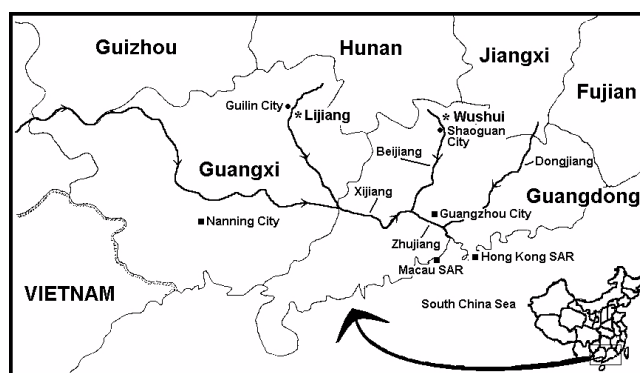 Guizhou
Hunan
Jiangxi
Fujian
Guilin City
* Lijiang
* Wushui
Shaoguan
City
Beijiang
Dongjiang
Guangxi
Xijiang
Guangdong
Nanning City
Guangzhou City
Zhujiang
Hong Kong SAR
Macau SAR
VIETNAM
South China Sea